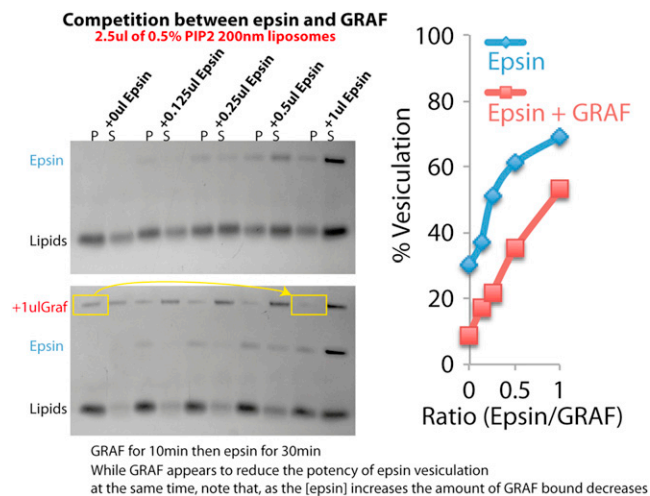 Competition between epsin and GRAF
2.5ul of 0.5% PIP2 200nm liposomes
+0ul Epsin
+0.125ul Epsin
+0.25ul Epsin
+0.5ul Epsin
+1ul Epsin
P S P S P S P S P S
Epsin
Lipids
+1ulGraf
Epsin
Lipids
GRAF for 10min then epsin for 30min
While GRAF appears to reduce the potency of epsin vesiculation
at the same time, note that, as the [epsin] increases the amount of GRAF bound decreases
100
80
60
40
20
0
% Vesiculation
Epsin
Epsin + GRAF
0 0.5 1
Ratio (Epsin/GRAF)